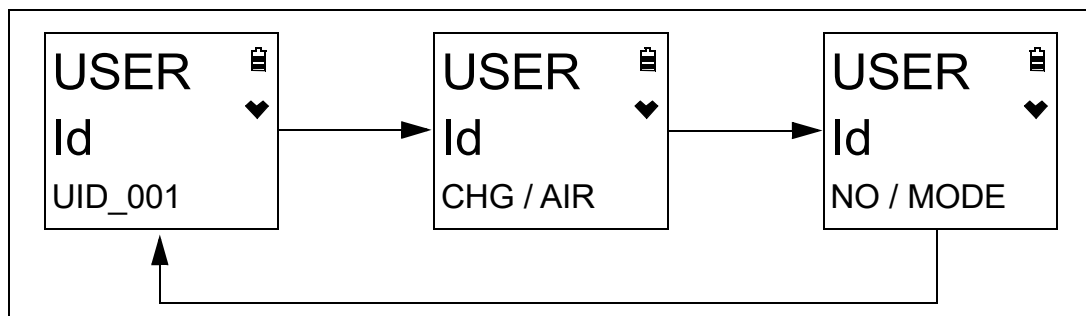 USER
Id
UID_001
USER
Id
CHG / AIR
USER
Id
NO / MODE